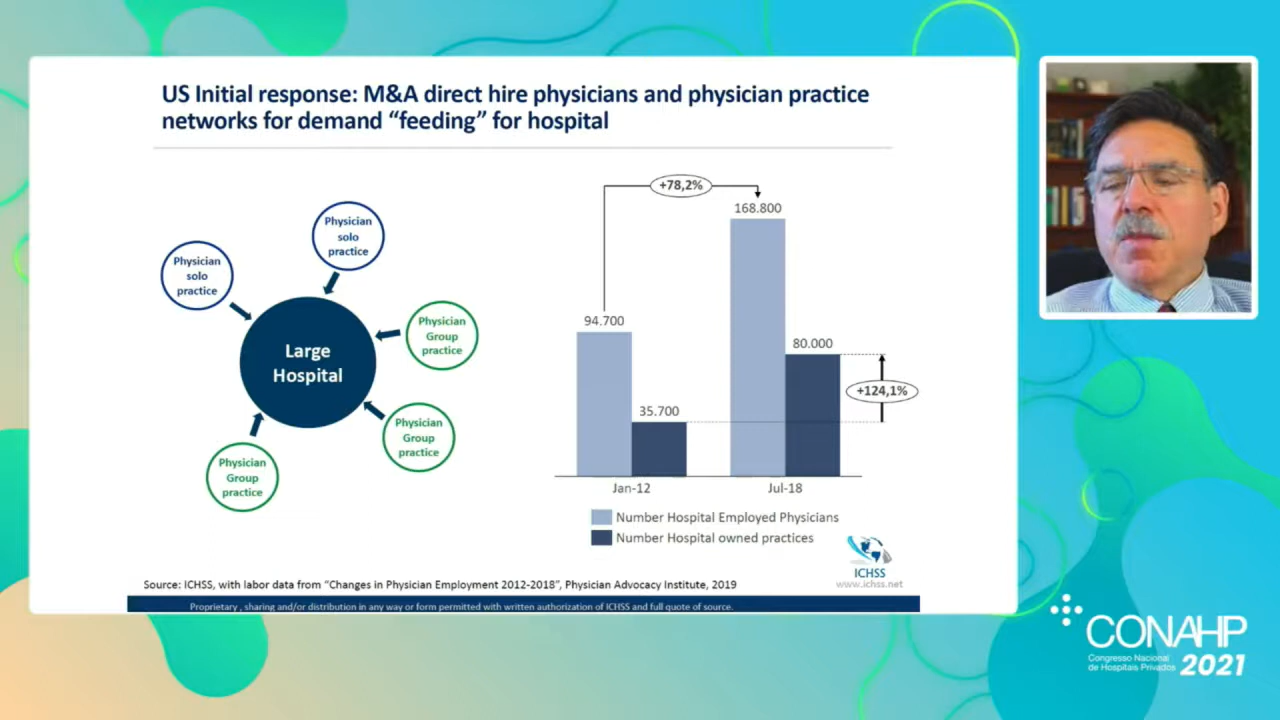 US Initial response: M&A direct hire physicians and physician practice
networks for demand “feeding” for hospital
Physician
solo
practice
Physician
solo
practice
Physician
Group
practice
Large
Hospital
Physician
Group
practice
Physician
Group
practice
+78,2%
168.800
94.700
80.000
+124,1%
35.700
Jan-12
Jul-18
Number Hospital Employed Physicians
Number Hospital owned practices
ICHSS
www.ichss.net
Source: ICHSS, with labor data from “Changes in Physician Employment 2012-2018”, Physician Advocacy Institute, 2019
Proprietary , sharing and/or distribution in any way or form permitted with written authorization of ICHSS and full quote of source.
CONAHP
Congresso Nacional
de Hospitais Privados
2021